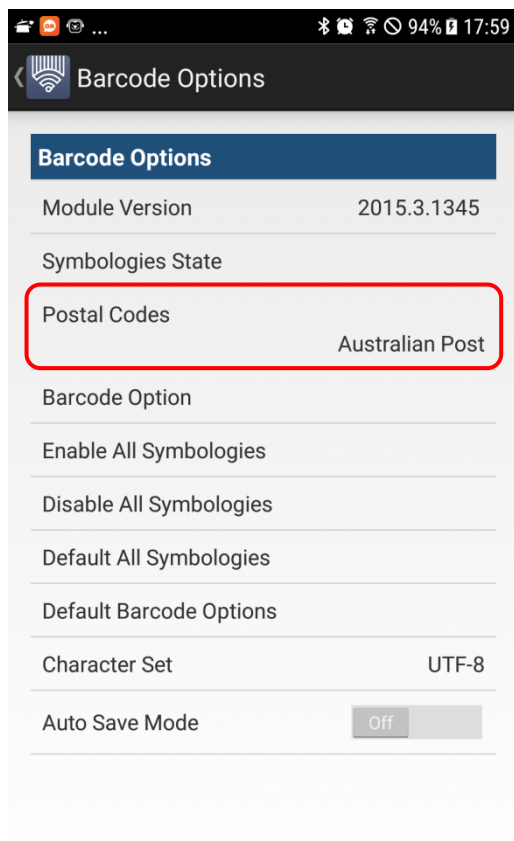 ... 94% 17:59
Barcode Options
Barcode Options
Module Version 2015.3.1345
Symbologies State
Postal Codes
Australian Post
Barcode Option
Enable All Symbologies
Disable All Symbologies
Default All Symbologies
Default Barcode Options
Character Set UTF-8
Auto Save Mode Off